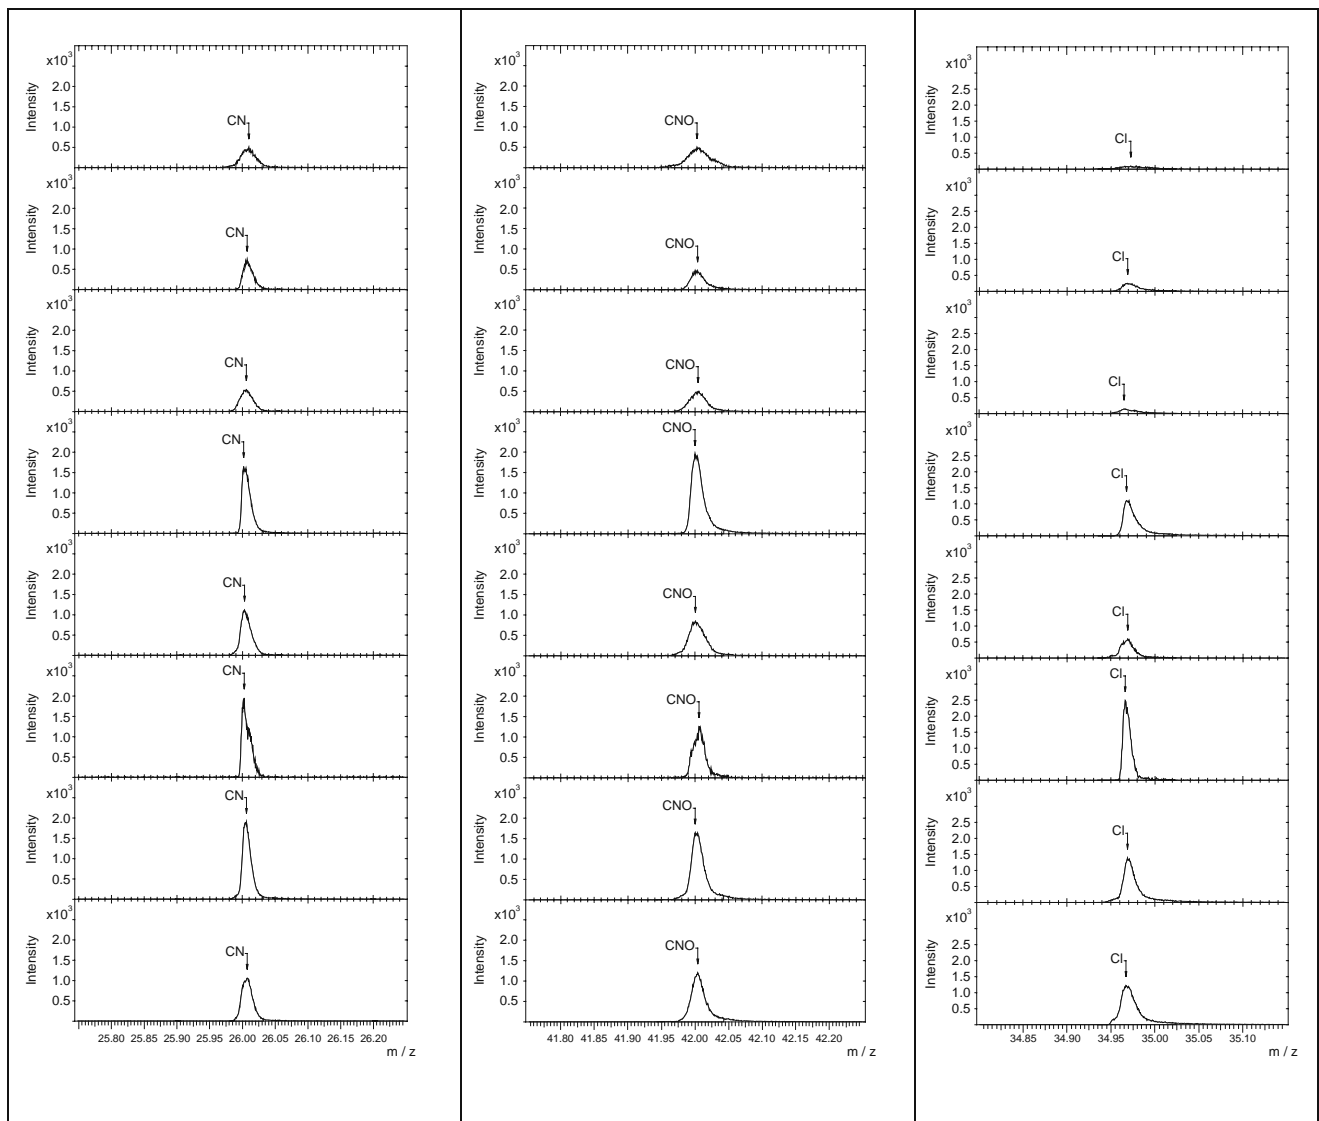 x10³
Intensity
2.0
1.5
1.0
0.5
CN
x10³
Intensity
2.0
1.5
1.0
0.5
CN
x10³
Intensity
2.0
1.5
1.0
0.5
CN
x10³
Intensity
2.0
1.5
1.0
0.5
CN
x10³
Intensity
2.0
1.5
1.0
0.5
CN
x10³
Intensity
2.0
1.5
1.0
0.5
CN
x10³
Intensity
2.0
1.5
1.0
0.5
CN
x10³
Intensity
2.0
1.5
1.0
0.5
CN
25.80 25.85 25.90 25.95 26.00 26.05 26.10 26.15 26.20
m / z
x10³
Intensity
2.0
1.5
1.0
0.5
CNO
x10³
Intensity
2.0
1.5
1.0
0.5
CNO
x10³
Intensity
2.0
1.5
1.0
0.5
CNO
x10³
Intensity
2.0
1.5
1.0
0.5
CNO
x10³
Intensity
2.0
1.5
1.0
0.5
CNO
x10³
Intensity
2.0
1.5
1.0
0.5
CNO
x10³
Intensity
2.0
1.5
1.0
0.5
CNO
x10³
Intensity
2.0
1.5
1.0
0.5
CNO
41.80 41.85 41.90 41.95 42.00 42.05 42.10 42.15 42.20
m / z
x10³
Intensity
2.5
2.0
1.5
1.0
0.5
Cl
x10³
Intensity
2.5
2.0
1.5
1.0
0.5
Cl
x10³
Intensity
2.5
2.0
1.5
1.0
0.5
Cl
x10³
Intensity
2.5
2.0
1.5
1.0
0.5
Cl
x10³
Intensity
2.5
2.0
1.5
1.0
0.5
Cl
x10³
Intensity
2.5
2.0
1.5
1.0
0.5
Cl
x10³
Intensity
2.5
2.0
1.5
1.0
0.5
Cl
x10³
Intensity
2.5
2.0
1.5
1.0
0.5
Cl
34.85 34.90 34.95 35.00 35.05 35.10
m / z